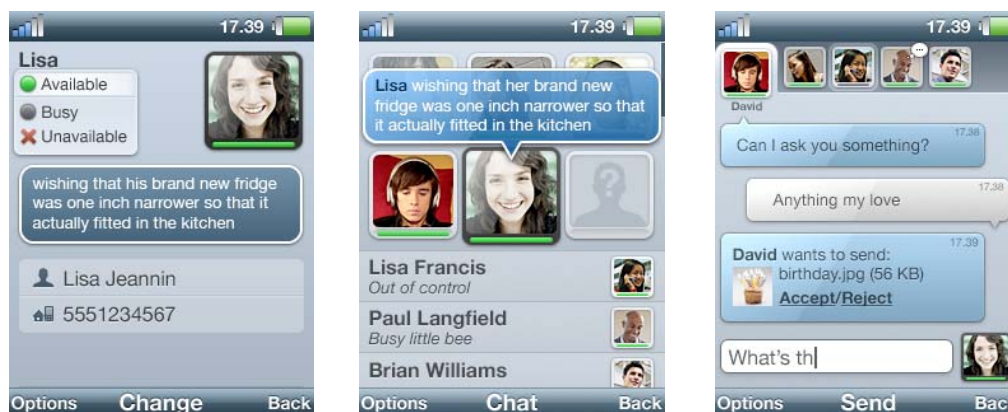 17.39
Lisa
Available
Busy
Unavailable
wishing that his brand new fridge
was one inch narrower so that it
actually fitted in the kitchen
Lisa Jeannin
5551234567
Options Change Back
17.39
Lisa wishing that her brand new
fridge was one inch narrower so that
it actually fitted in the kitchen
Lisa Francis
Out of control
Paul Langfield
Busy little bee
Brian Williams
Options Chat Back
17.39
David
17.38
Can I ask you something?
17.38
Anything my love
17.39
David wants to send:
birthday.jpg (56 KB)
Accept/Reject
What's th
Options Send Bac